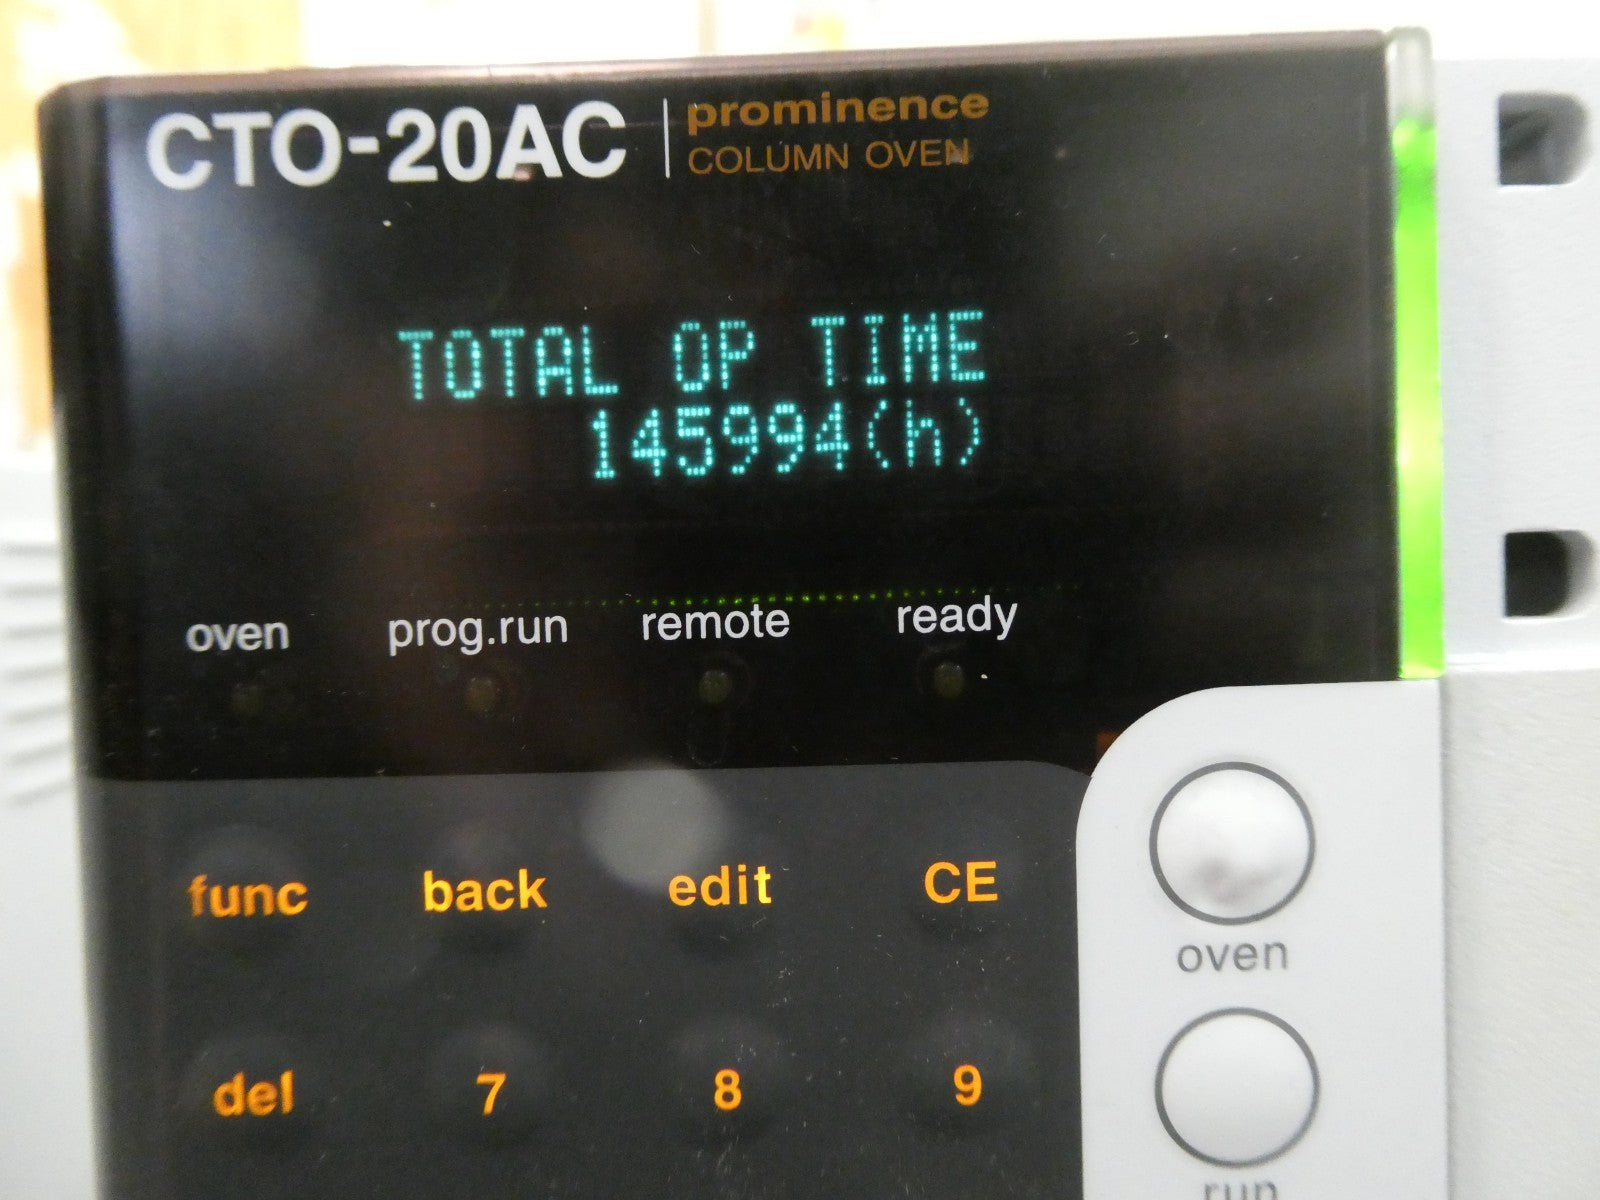 CTO-20AC
prominence
COLUMN OVEN
TOTAL OP TIME
145994(h)
oven prog.run remote ready
func back edit CE
oven
del 7 8 9
run